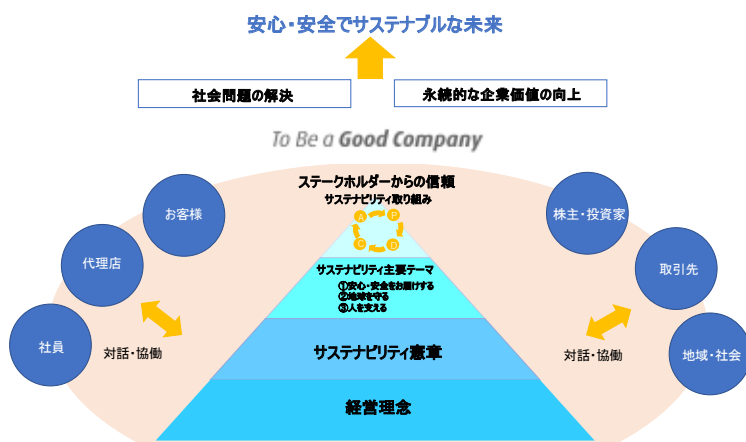 安心・安全でサステナブルな未来
社会問題の解決
永続的な企業価値の向上
To Be a Good Company
ステークホルダーからの信頼
サステナビリティ取り組み
A
P
C
D
お客様
代理店
社員
対話・協働
株主・投資家
取引先
地域・社会
対話・協働
サステナビリティ主要テーマ
①安心・安全をお届けする
②地球を守る
③人を支える
サステナビリティ憲章
経営理念